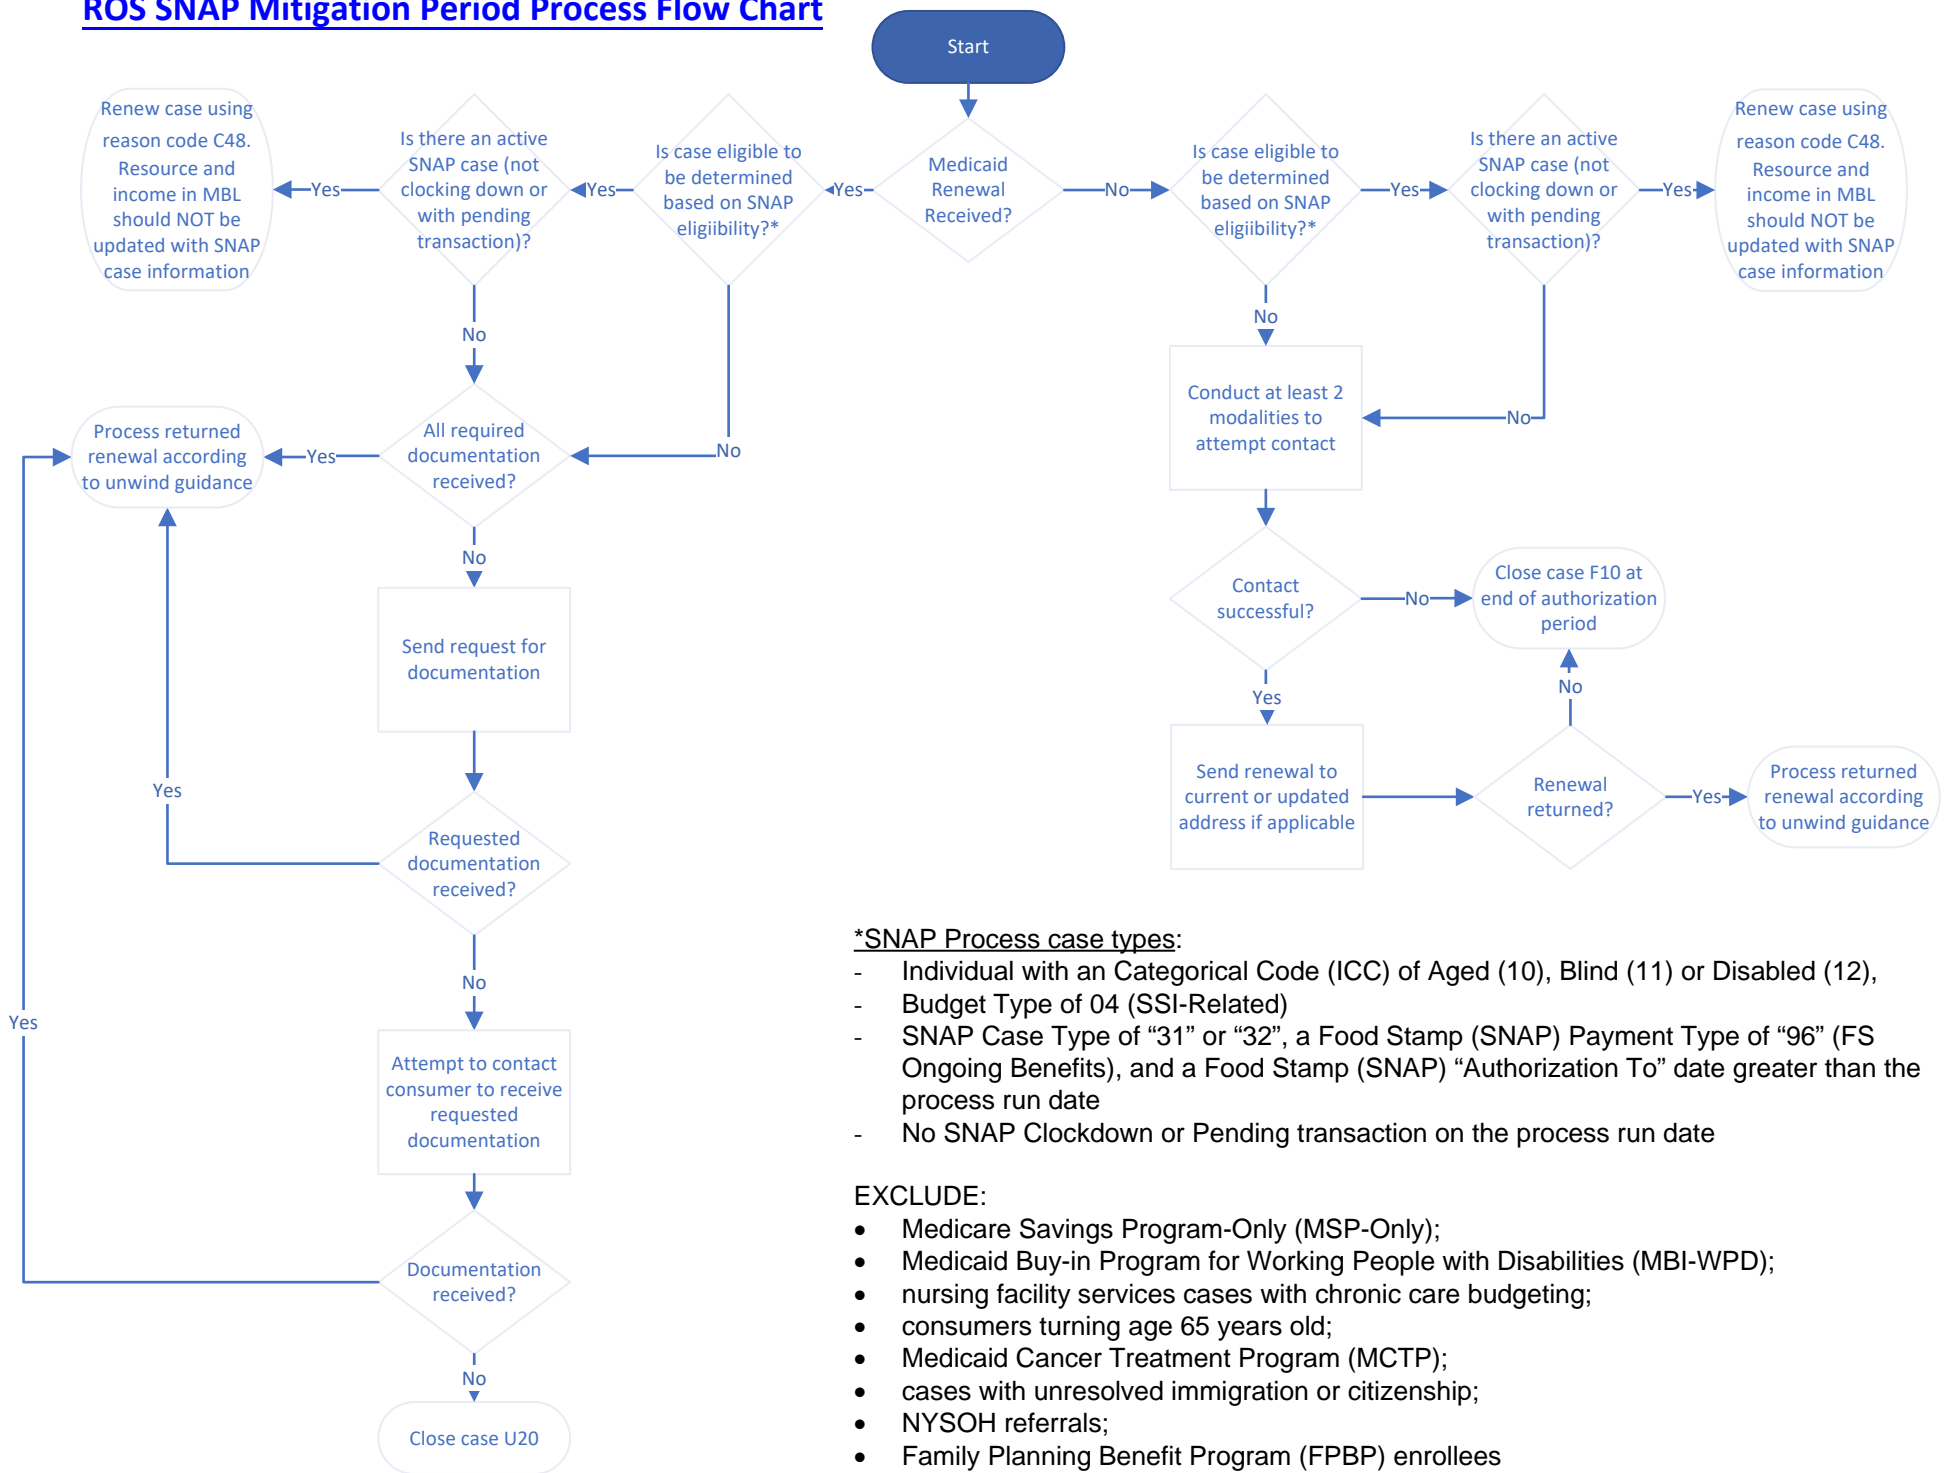 ROS SNAP Mitigation Period Process Flow Chart
Start
Renew case using
reason code C48.
Resource and
income in MBL
should NOT be
updated with SNAP
case information
Yes
Is there an active
SNAP case (not
clocking down or
with pending
transaction)?
Yes
Is case eligible to
be determined
based on SNAP
eligiibility?*
Yes
Medicaid
Renewal
Received?
No
Is case eligible to
be determined
based on SNAP
eligiibility?*
Yes
Is there an active
SNAP case (not
clocking down or
with pending
transaction)?
Yes
Renew case using
reason code C48.
Resource and
income in MBL
should NOT be
updated with SNAP
case information
No
No
No
No
Process returned
renewal according
to unwind guidance
Yes
All required
documentation
received?
No
Send request for
documentation
Yes
Requested
documentation
received?
No
Yes
Attempt to contact
consumer to receive
requested
documentation
Documentation
received?
No
Close case U20
Conduct at least 2
modalities to
attempt contact
Contact
successful?
No
Close case F10 at
end of authorization
period
Yes
No
Send renewal to
current or updated
address if applicable
Renewal
returned?
Yes
Process returned
renewal according
to unwind guidance
*SNAP Process case types:
- Individual with an Categorical Code (ICC) of Aged (10), Blind (11) or Disabled (12),
- Budget Type of 04 (SSI-Related)
- SNAP Case Type of “31” or “32”, a Food Stamp (SNAP) Payment Type of “96” (FS
Ongoing Benefits), and a Food Stamp (SNAP) “Authorization To” date greater than the
process run date
- No SNAP Clockdown or Pending transaction on the process run date
EXCLUDE:
• Medicare Savings Program-Only (MSP-Only);
• Medicaid Buy-in Program for Working People with Disabilities (MBI-WPD);
• nursing facility services cases with chronic care budgeting;
• consumers turning age 65 years old;
• Medicaid Cancer Treatment Program (MCTP);
• cases with unresolved immigration or citizenship;
• NYSOH referrals;
• Family Planning Benefit Program (FPBP) enrollees